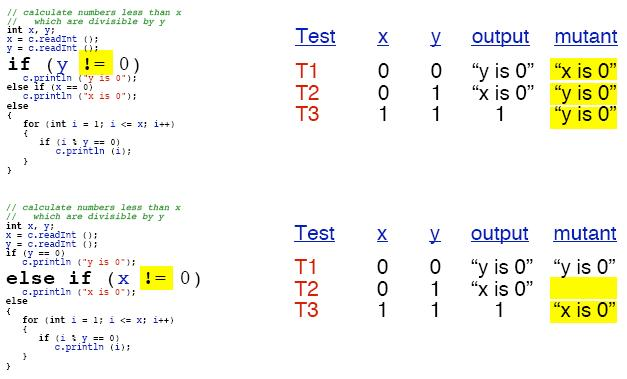 // calculate numbers less than x
// which are divisible by y
int x, y;
x = c.readInt ();
y = c.readInt ();
if (y != 0)
c.println ("y is 0");
else if (x == 0)
c.println ("x is 0");
else
{
for (int i = 1; i <= x; i++)
{
if (i % y == 0)
c.println (i);
}
}
Test x y output mutant
T1 0 0 “y is 0” “x is 0”
T2 0 1 “x is 0” “y is 0”
T3 1 1 1 “y is 0”
// calculate numbers less than x
// which are divisible by y
int x, y;
x = c.readInt ();
y = c.readInt ();
if (y == 0)
c.println ("y is 0");
else if (x != 0)
c.println ("x is 0");
else
{
for (int i = 1; i <= x; i++)
{
if (i % y == 0)
c.println (i);
}
}
Test x y output mutant
T1 0 0 “y is 0” “y is 0”
T2 0 1 “x is 0”
T3 1 1 1 “x is 0”